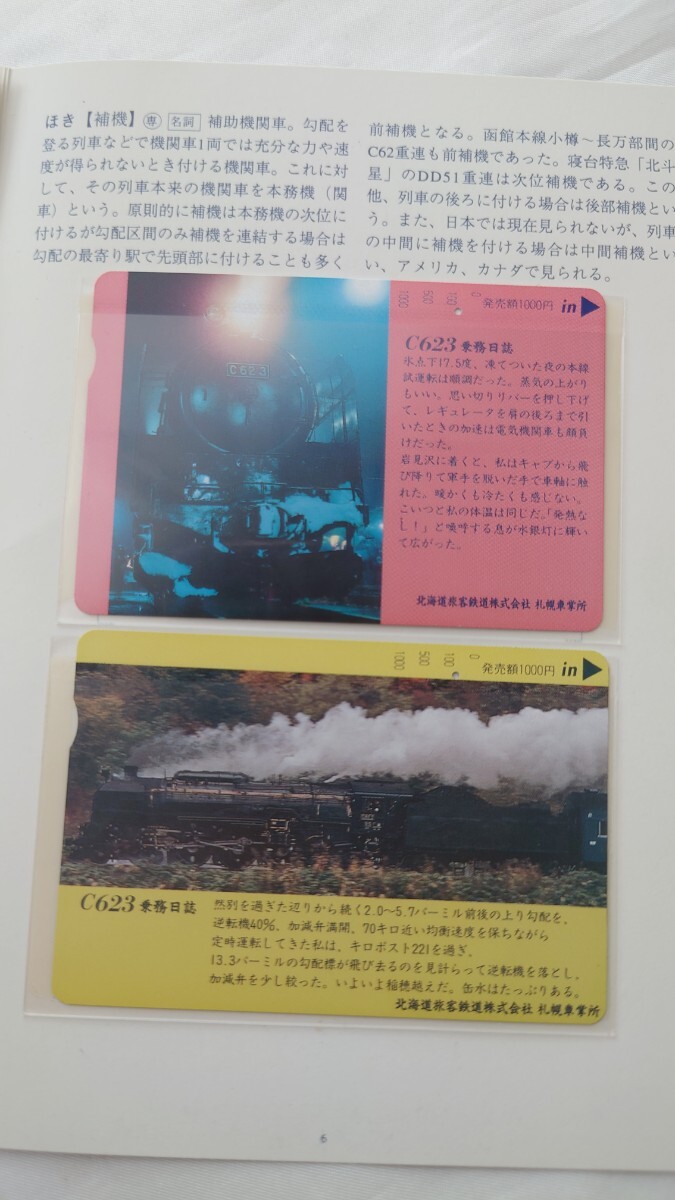 ほき【補機】専 名詞 補助機関車。勾配を
登る列車などで機関車1両では充分な力や速
度が得られないとき付ける機関車。これに対
して、その列車本来の機関車を本務機(関
車)という。原則的に補機は本務機の次位に
付けるが勾配区間のみ補機を連結する場合は
勾配の最寄り駅で先頭部に付けることも多く
前補機となる。函館本線小樽～長万部間の
C62重連も前補機であった。寝台特急「北斗
星」のDD51重連は次位補機である。この
他、列車の後ろに付ける場合は後部補機とい
う。また、日本では現在見られないが、列車
の中間に補機を付ける場合は中間補機とい
い、アメリカ、カナダで見られる。
1000 500 100 0 発売額1000円 in ▶
C62 3
C623 乗務日誌
氷点下17.5度、凍てついた夜の本線
試運転は順調だった。蒸気の上がり
もいい。思い切りリバーを押し下げ
て、レギュレータを肩の後ろまで引
いたときの加速は電気機関車も顔負
けだった。
岩見沢に着くと、私はキャブから飛
び降りて軍手を脱いだ手で車軸に触
れた。暖かくも冷たくも感じない。
こいつと私の体温は同じだ。「発熱な
し！」と喚呼する息が水銀灯に輝い
て広がった。
北海道旅客鉄道株式会社 札幌車掌所
1000 500 100 0 発売額1000円 in ▶
C623 乗務日誌
然別を過ぎた辺りから続く2.0～5.7パーミル前後の上り勾配を、
逆転機40%、加減弁満開、70キロ近い均衡速度を保ちながら
定時運転してきた私は、キロポスト221を過ぎ、
13.3パーミルの勾配標が飛び去るのを見計らって逆転機を落とし、
加減弁を少し絞った。いよいよ稲穂越えだ。缶水はたっぷりある。
北海道旅客鉄道株式会社 札幌車掌所
6